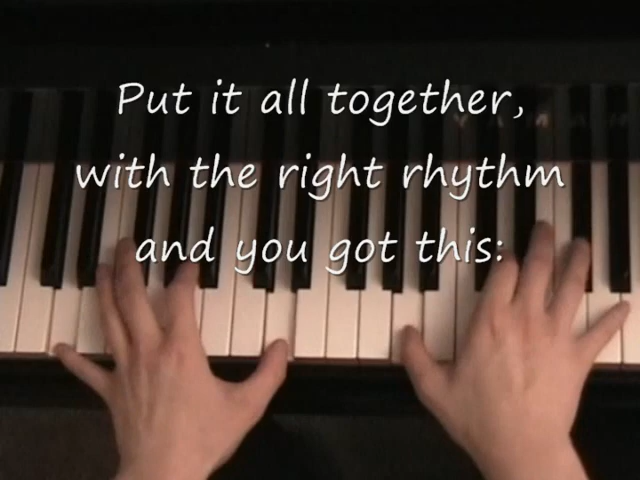 Put it all together,
with the right rhythm
and you got this: